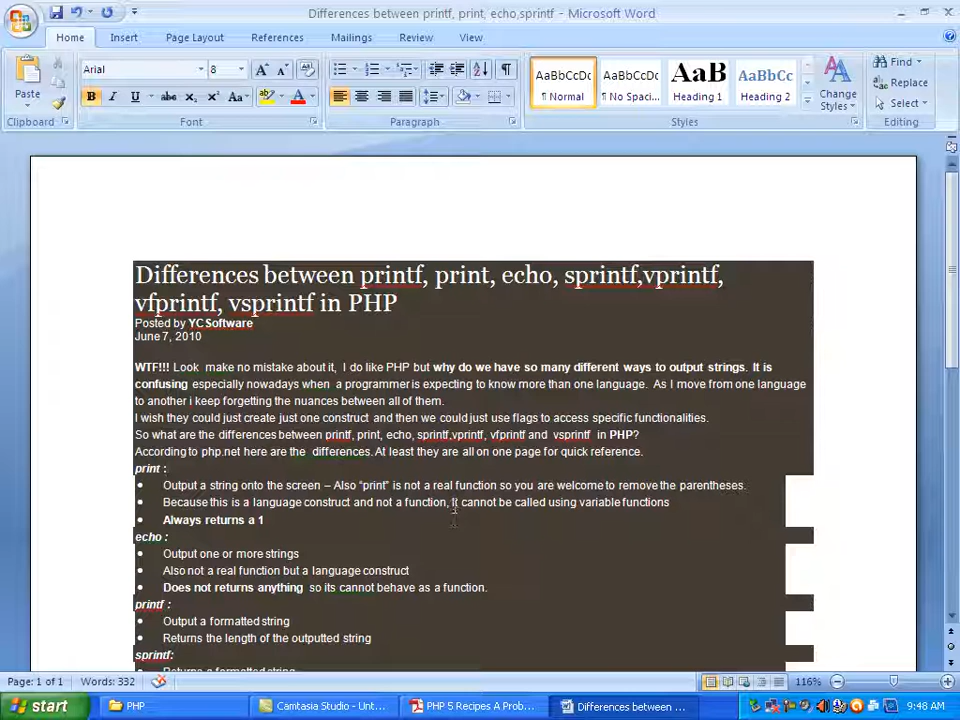 Differences between printf, print, echo,sprintf - Microsoft Word
Home Insert Page Layout References Mailings Review View
Paste
Arial 8
AaBbCcDc AaBbCcDc AaB AaBbCc
¶ Normal ¶ No Spaci... Heading 1 Heading 2
Change Styles
Find
Replace
Select
Clipboard Font Paragraph Styles Editing
Differences between printf, print, echo, sprintf,vprintf,
vfprintf, vsprintf in PHP
Posted by YCSoftware
June 7, 2010
WTF!!! Look make no mistake about it, I do like PHP but why do we have so many different ways to output strings. It is
confusing especially nowadays when a programmer is expecting to know more than one language. As I move from one language
to another i keep forgetting the nuances between all of them.
I wish they could just create just one construct and then we could just use flags to access specific functionalities.
So what are the differences between printf, print, echo, sprintf,vprintf, vfprintf and vsprintf in PHP?
According to php.net here are the differences. At least they are all on one page for quick reference.
print :
• Output a string onto the screen – Also “print” is not a real function so you are welcome to remove the parentheses.
• Because this is a language construct and not a function, it cannot be called using variable functions
• Always returns a 1
echo :
• Output one or more strings
• Also not a real function but a language construct
• Does not returns anything so its cannot behave as a function.
printf :
• Output a formatted string
• Returns the length of the outputted string
sprintf:
• Returns a formatted string
Page: 1 of 1 Words: 332 116%
start PHP Camtasia Studio - Unt... PHP 5 Recipes A Prob... Differences between ... 9:48 AM